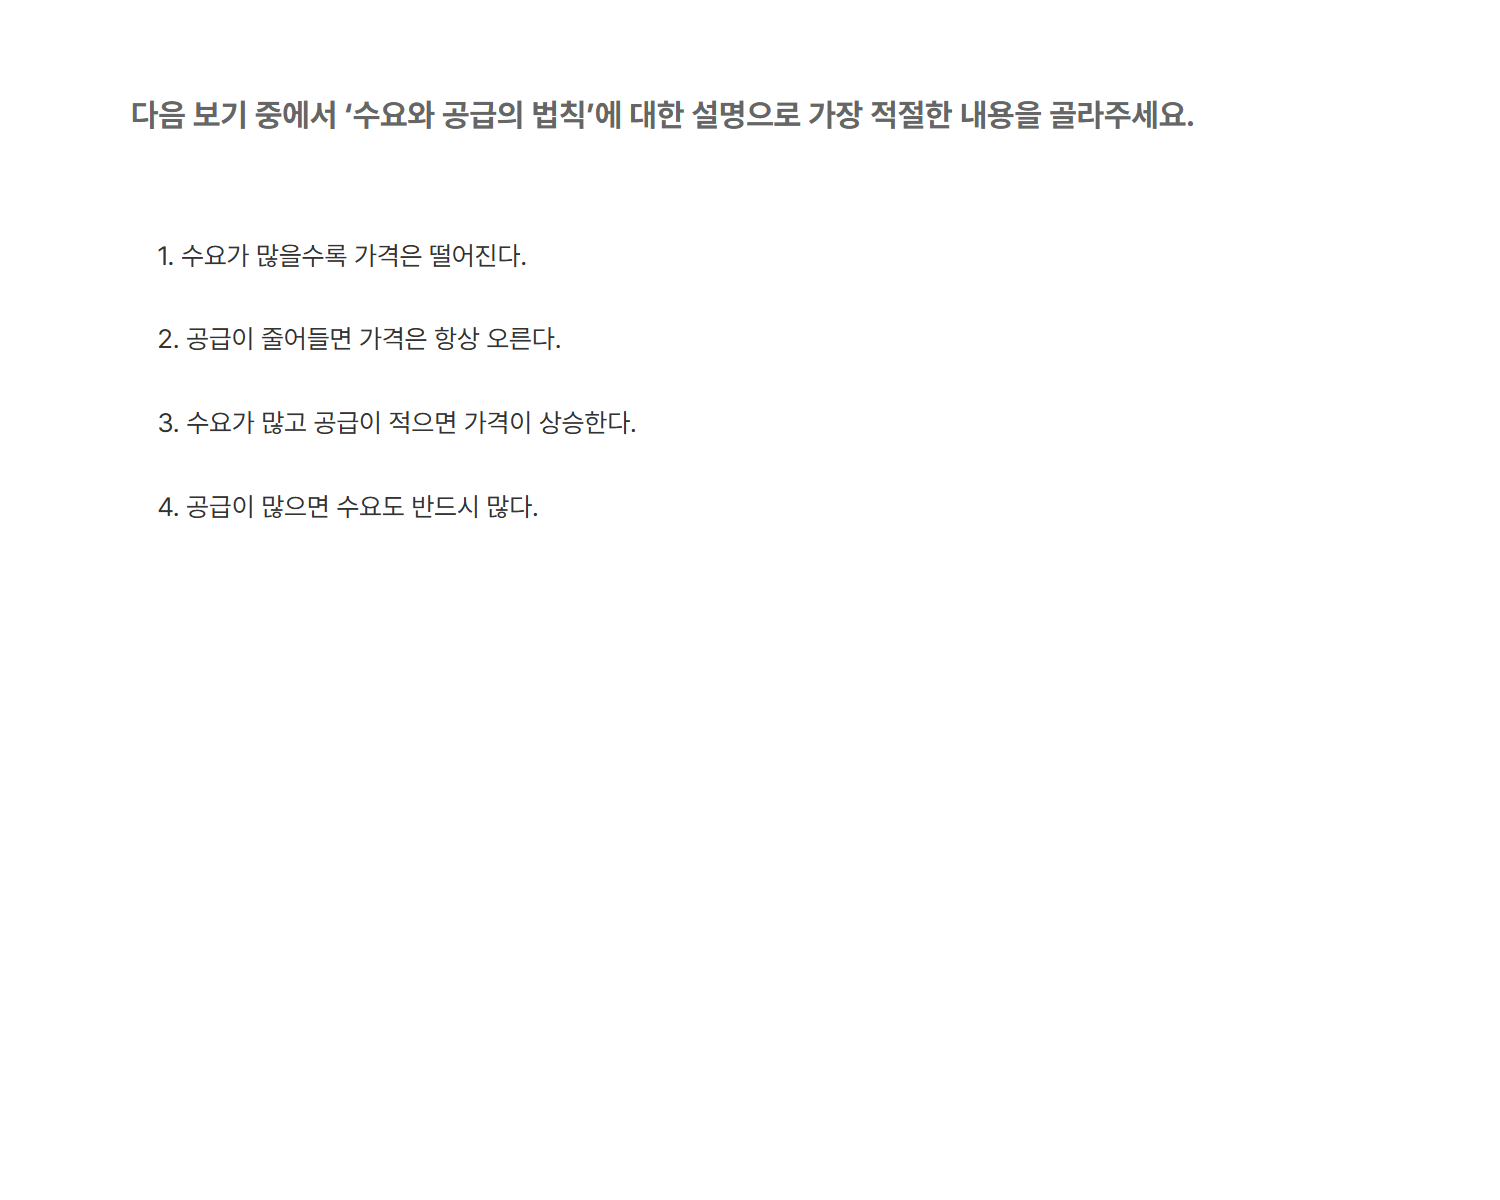 다음 보기 중에서 ‘수요와 공급의 법칙’에 대한 설명으로 가장 적절한 내용을 골라주세요.
1. 수요가 많을수록 가격은 떨어진다.
2. 공급이 줄어들면 가격은 항상 오른다.
3. 수요가 많고 공급이 적으면 가격이 상승한다.
4. 공급이 많으면 수요도 반드시 많다.